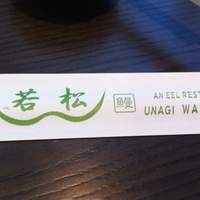 若松
鰻
AN EEL REST
UNAGI WA